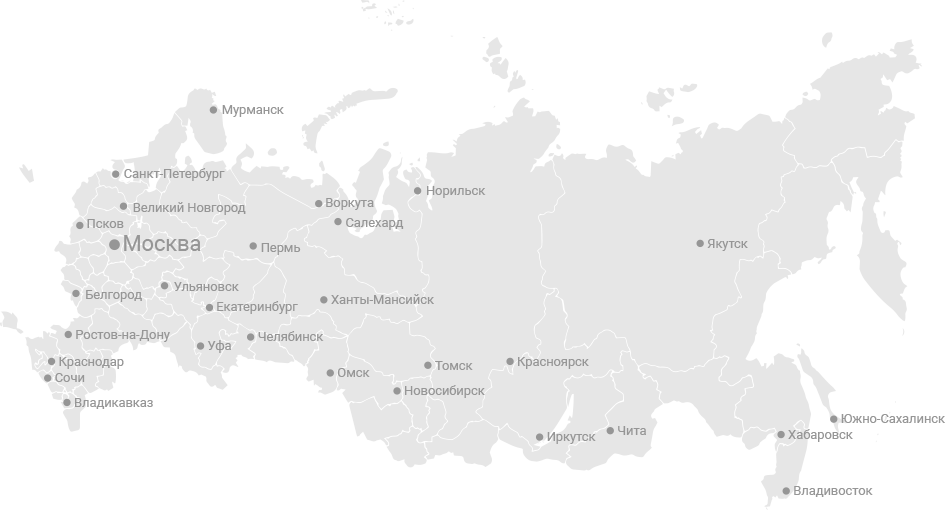 Мурманск
Санкт-Петербург
Норильск
Воркута
Великий Новгород
Псков
Салехард
Москва
Пермь
Якутск
Ульяновск
Белгород
Ханты-Мансийск
Екатеринбург
Ростов-на-Дону
Челябинск
Уфа
Краснодар
Красноярск
Томск
Омск
Сочи
Новосибирск
Владикавказ
Южно-Сахалинск
Чита
Хабаровск
Иркутск
Владивосток